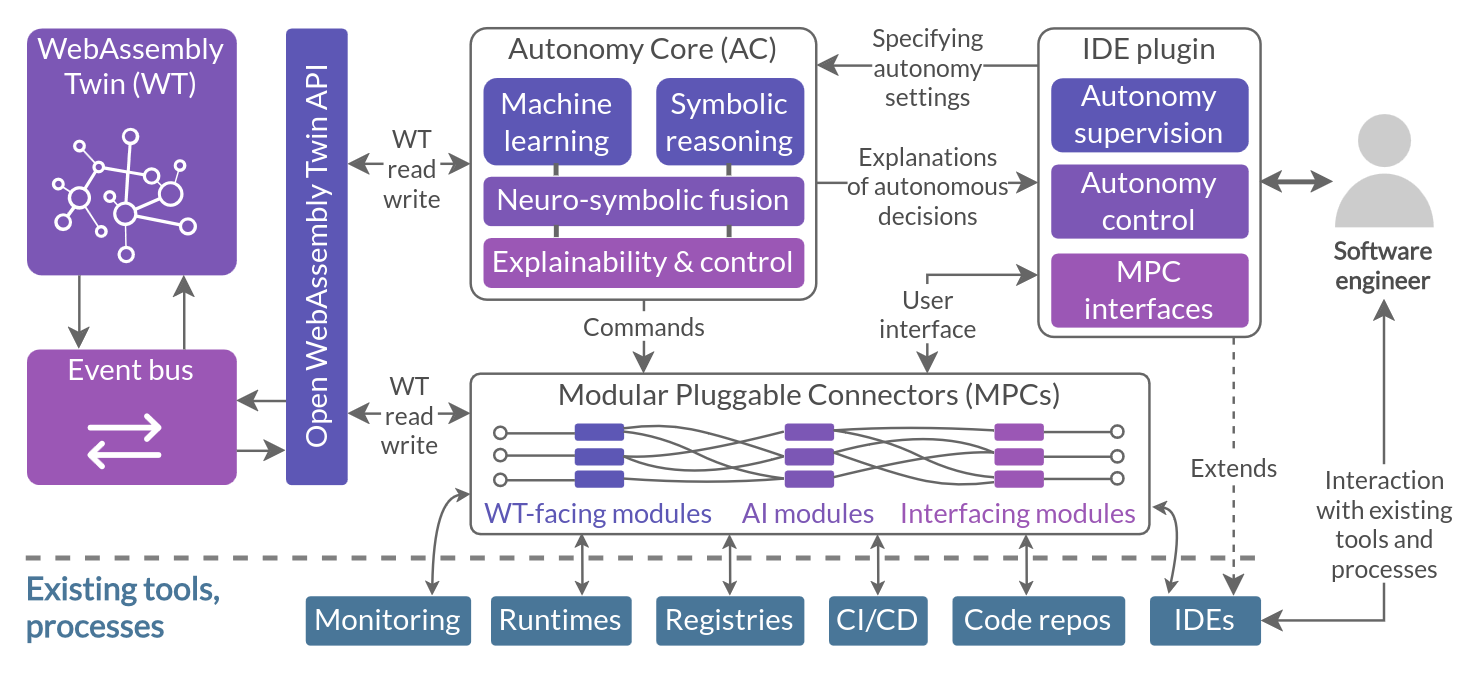 WebAssembly
Twin (WT)
Event bus
Open WebAssembly Twin API
WT
read
write
WT
read
write
Autonomy Core (AC)
Machine
learning
Symbolic
reasoning
Neuro-symbolic fusion
Explainability & control
Specifying
autonomy
settings
Explanations
of autonomous
decisions
IDE plugin
Autonomy
supervision
Autonomy
control
MPC
interfaces
Software
engineer
Commands
User
interface
Modular Pluggable Connectors (MPCs)
WT-facing modules
AI modules
Interfacing modules
Extends
Interaction
with existing
tools and
processes
Existing tools,
processes
Monitoring
Runtimes
Registries
CI/CD
Code repos
IDEs